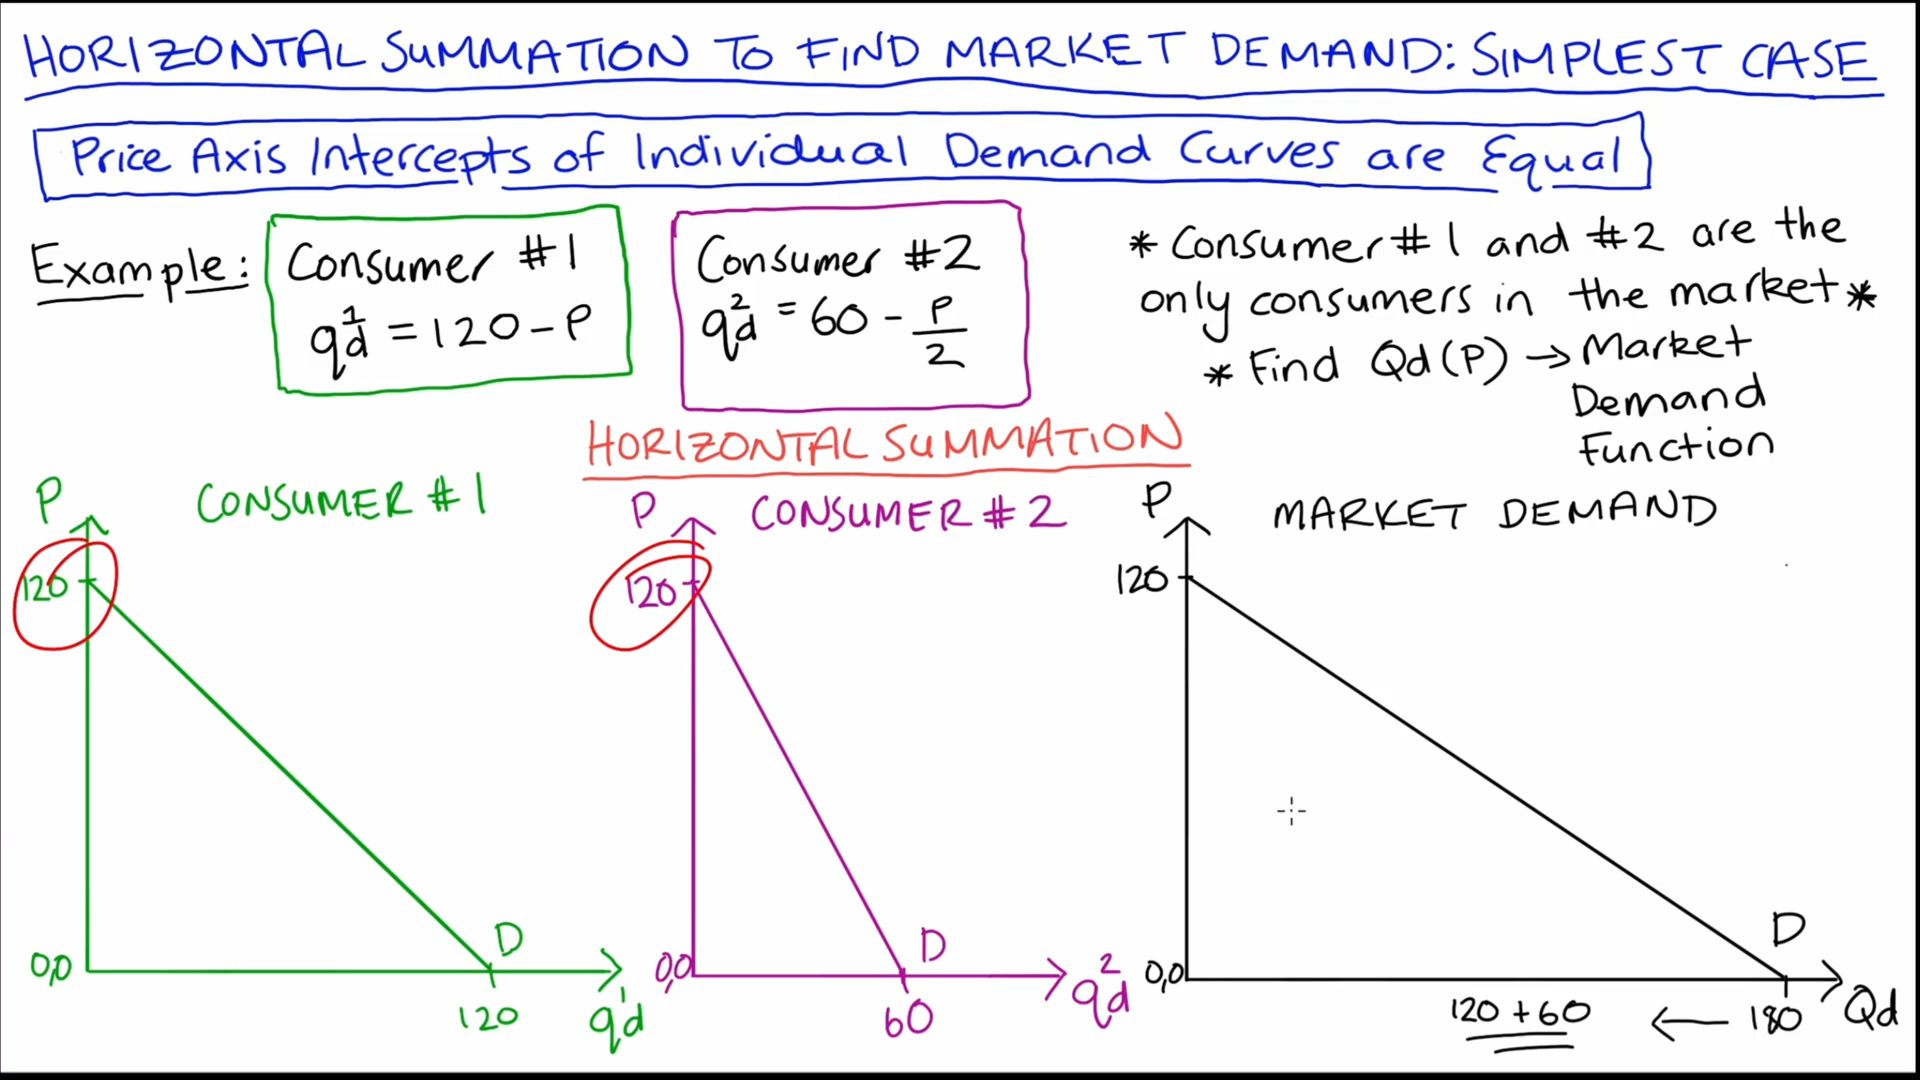 HORIZONTAL SUMMATION TO FIND MARKET DEMAND: SIMPLEST CASE
Price Axis Intercepts of Individual Demand Curves are Equal
Example:
Consumer #1
q¹d = 120 - P
Consumer #2
q²d = 60 - P/2
* Consumer #1 and #2 are the
only consumers in the market *
* Find Qd(P) → Market
Demand
Function
HORIZONTAL SUMMATION
P
CONSUMER #1
120
D
0,0
120
q¹d
P
CONSUMER #2
120
D
0,0
60
q²d
P
MARKET DEMAND
120
D
0,0
120 + 60 ← 180
Qd